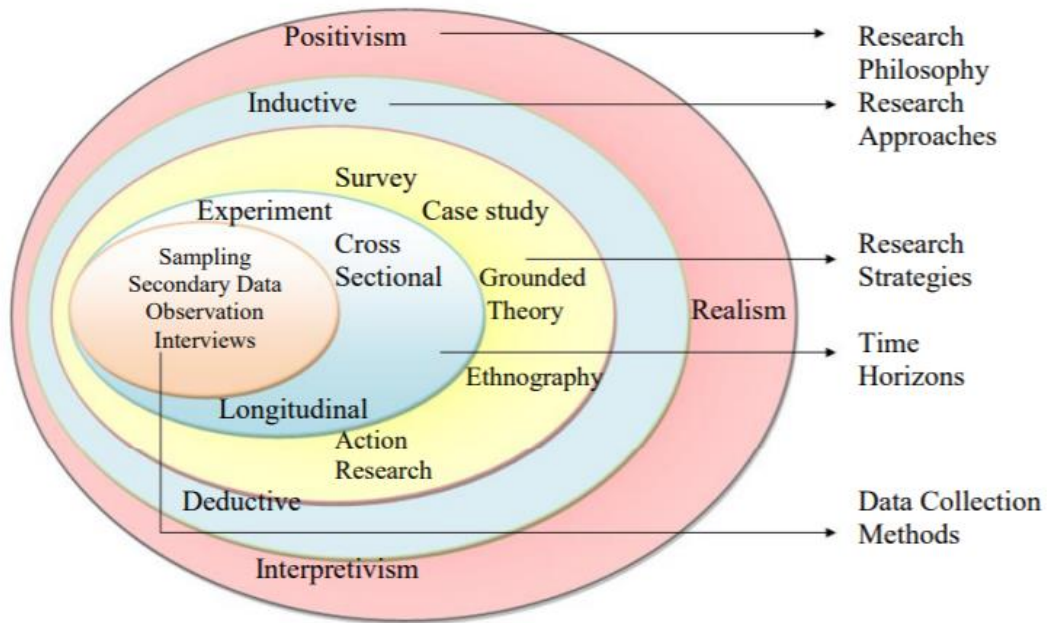 Positivism
Research
Philosophy
Inductive
Research
Approaches
Survey
Experiment
Case study
Cross
Sectional
Sampling
Secondary Data
Observation
Interviews
Grounded
Theory
Research
Strategies
Realism
Time
Horizons
Ethnography
Longitudinal
Action
Research
Deductive
Data Collection
Methods
Interpretivism